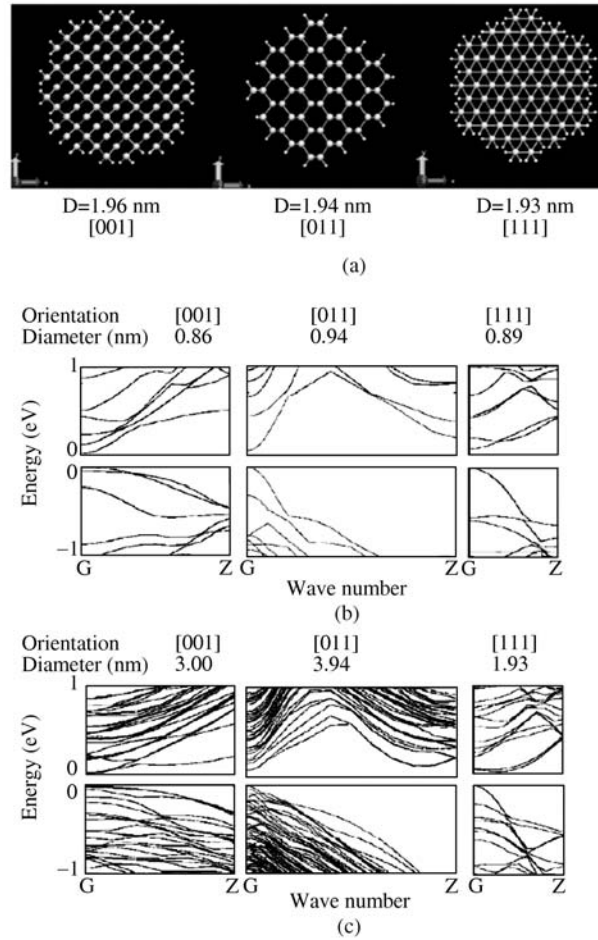 D=1.96 nm D=1.94 nm D=1.93 nm
[001] [011] [111]
(a)
Orientation [001] [011] [111]
Diameter (nm) 0.86 0.94 0.89
1
Energy (eV)
0
0
−1
G Z G Z G Z
Wave number
(b)
Orientation [001] [011] [111]
Diameter (nm) 3.00 3.94 1.93
1
Energy (eV)
0
0
−1
G Z G Z G Z
Wave number
(c)